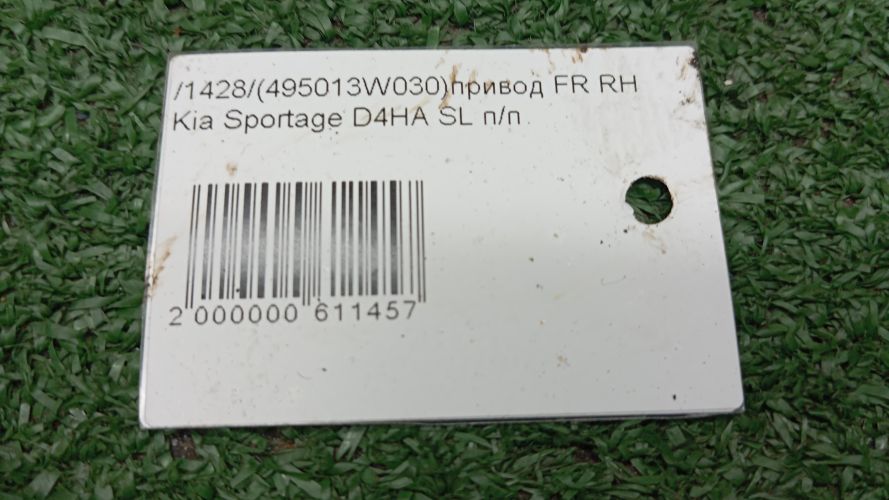 /1428/(495013W030)привод FR RH
Kia Sportage D4HA SL п/п
2 000000 611457